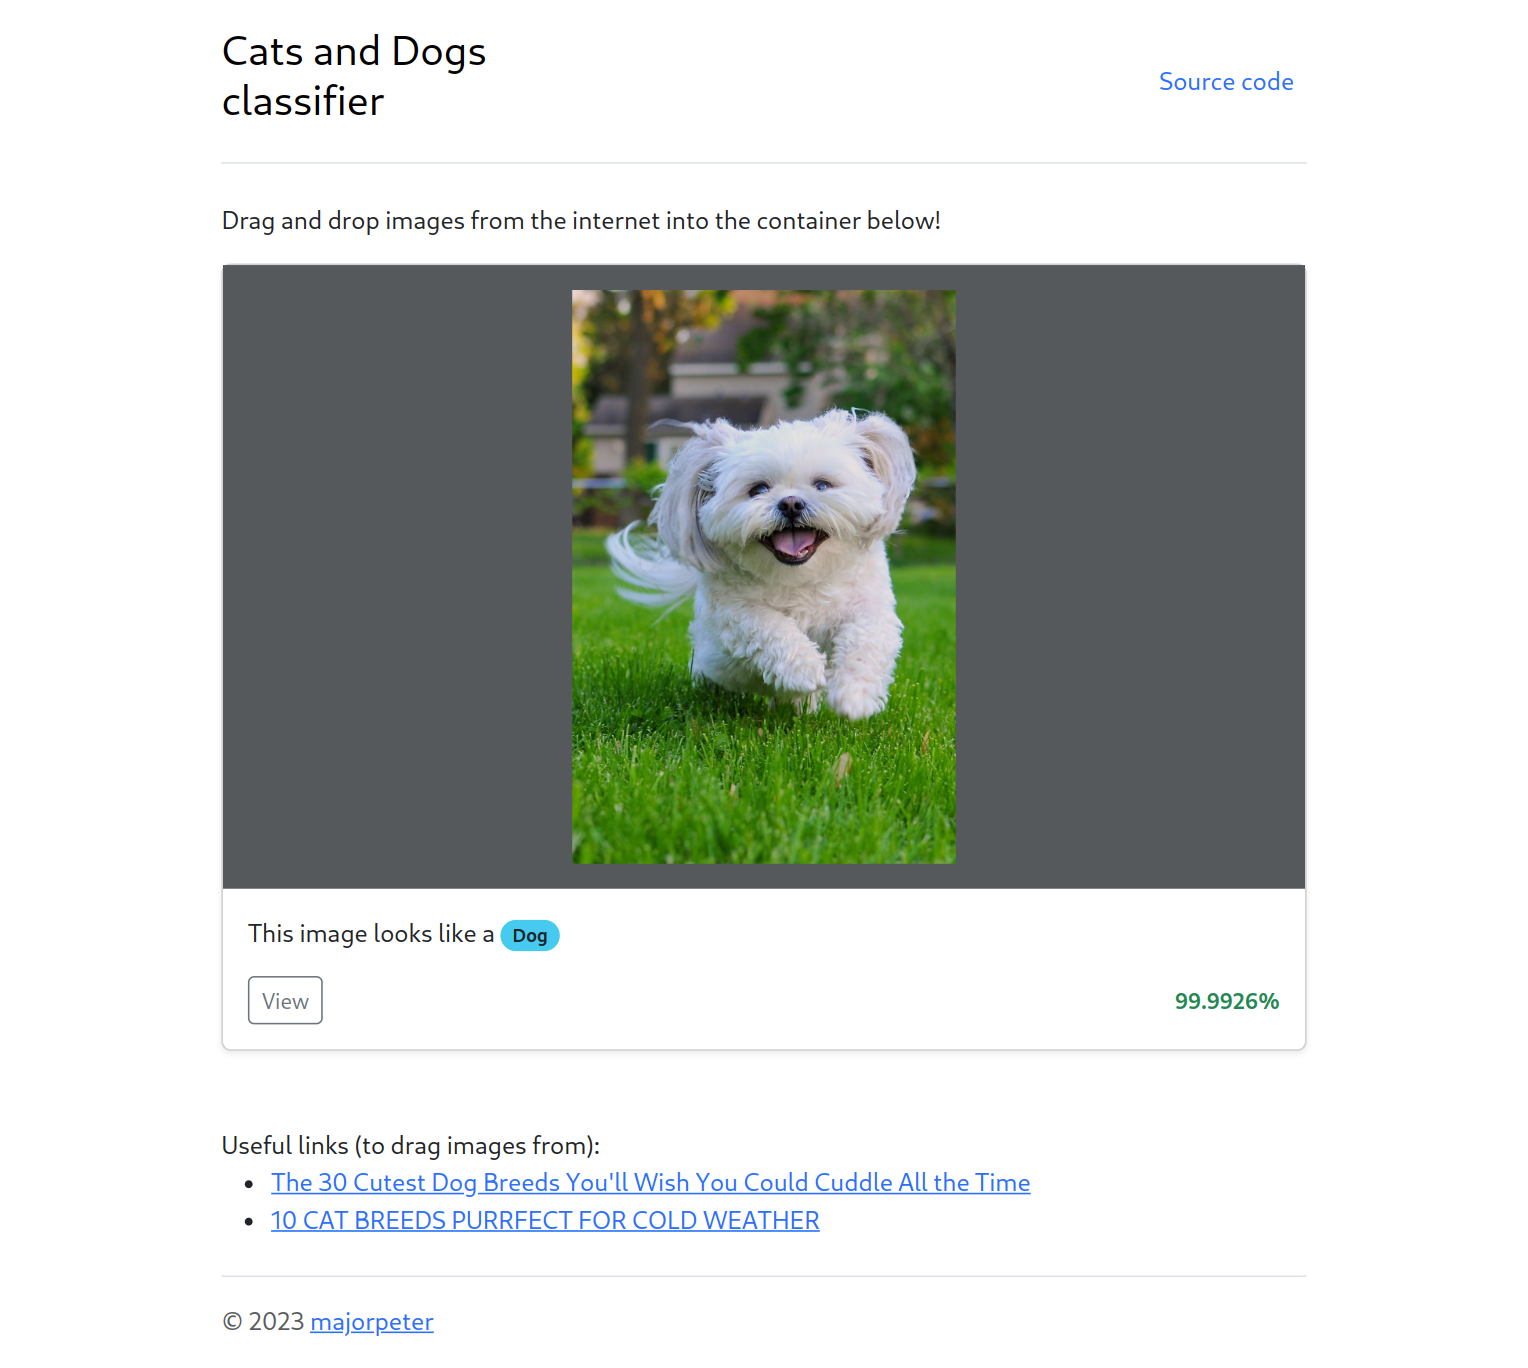 Cats and Dogs
classifier
Source code
Drag and drop images from the internet into the container below!
This image looks like a Dog
View
99.9926%
Useful links (to drag images from):
• The 30 Cutest Dog Breeds You'll Wish You Could Cuddle All the Time
• 10 CAT BREEDS PURRFECT FOR COLD WEATHER
© 2023 majorpeter